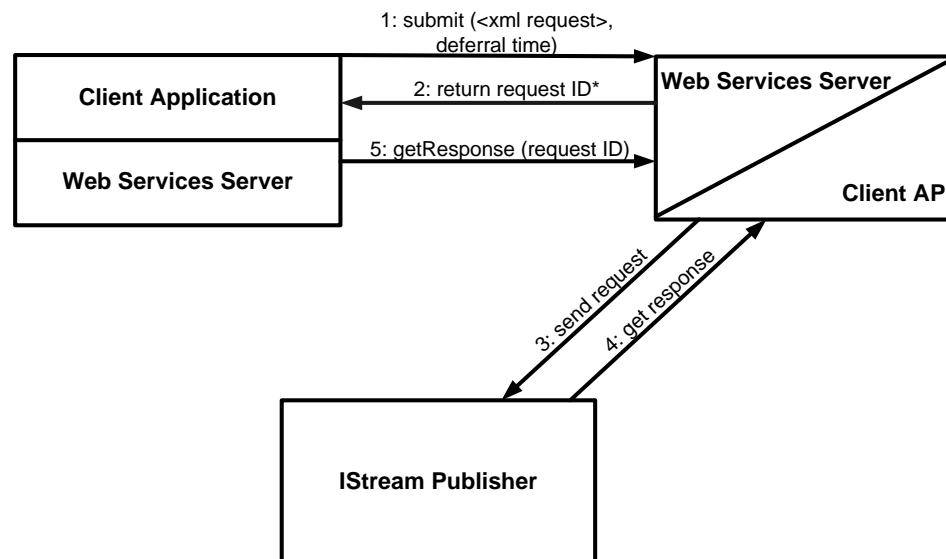 1: submit (<xml request>,
deferral time)
Client Application
2: return request ID*
Web Services Server
5: getResponse (request ID)
Web Services Server
Client AP
3: send request
4: get response
IStream Publisher